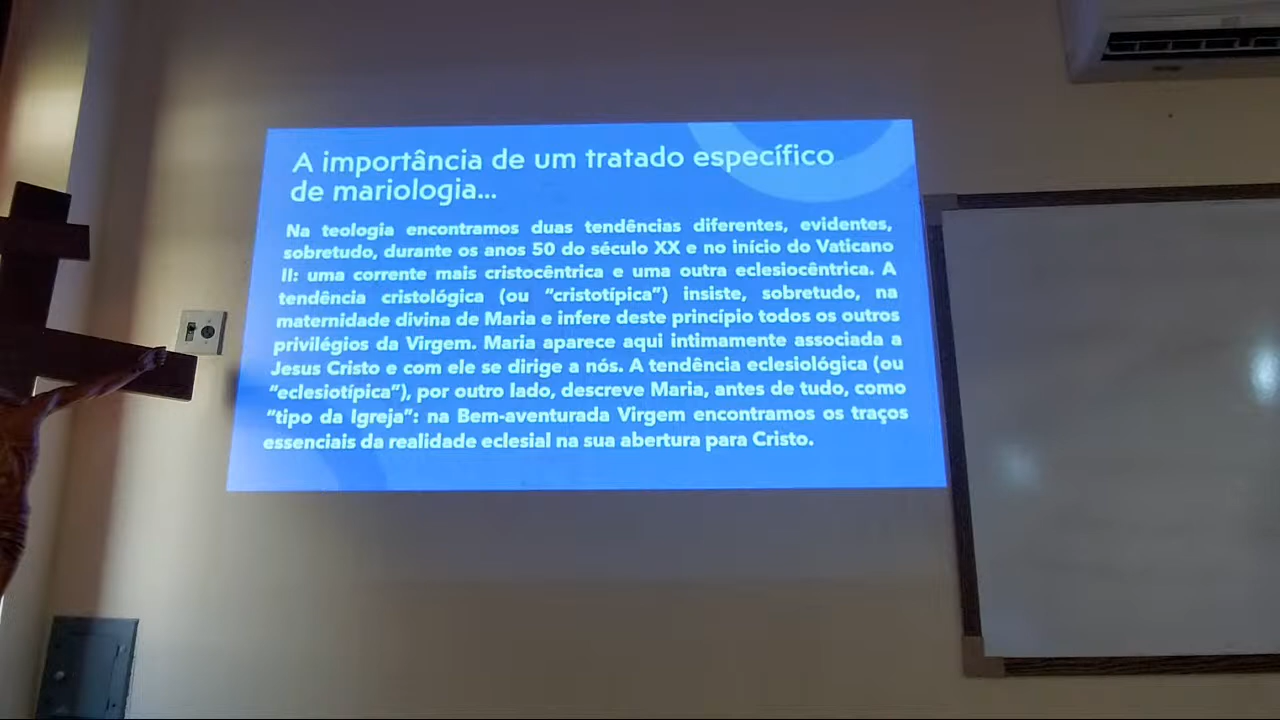 A importância de um tratado específico
de mariologia...
Na teologia encontramos duas tendências diferentes, evidentes,
sobretudo, durante os anos 50 do século XX e no início do Vaticano
II: uma corrente mais cristocêntrica e uma outra eclesiocêntrica. A
tendência cristológica (ou “cristotípica”) insiste, sobretudo, na
maternidade divina de Maria e infere deste princípio todos os outros
privilégios da Virgem. Maria aparece aqui intimamente associada a
Jesus Cristo e com ele se dirige a nós. A tendência eclesiológica (ou
“eclesiotípica”), por outro lado, descreve Maria, antes de tudo, como
“tipo da Igreja”: na Bem-aventurada Virgem encontramos os traços
essenciais da realidade eclesial na sua abertura para Cristo.